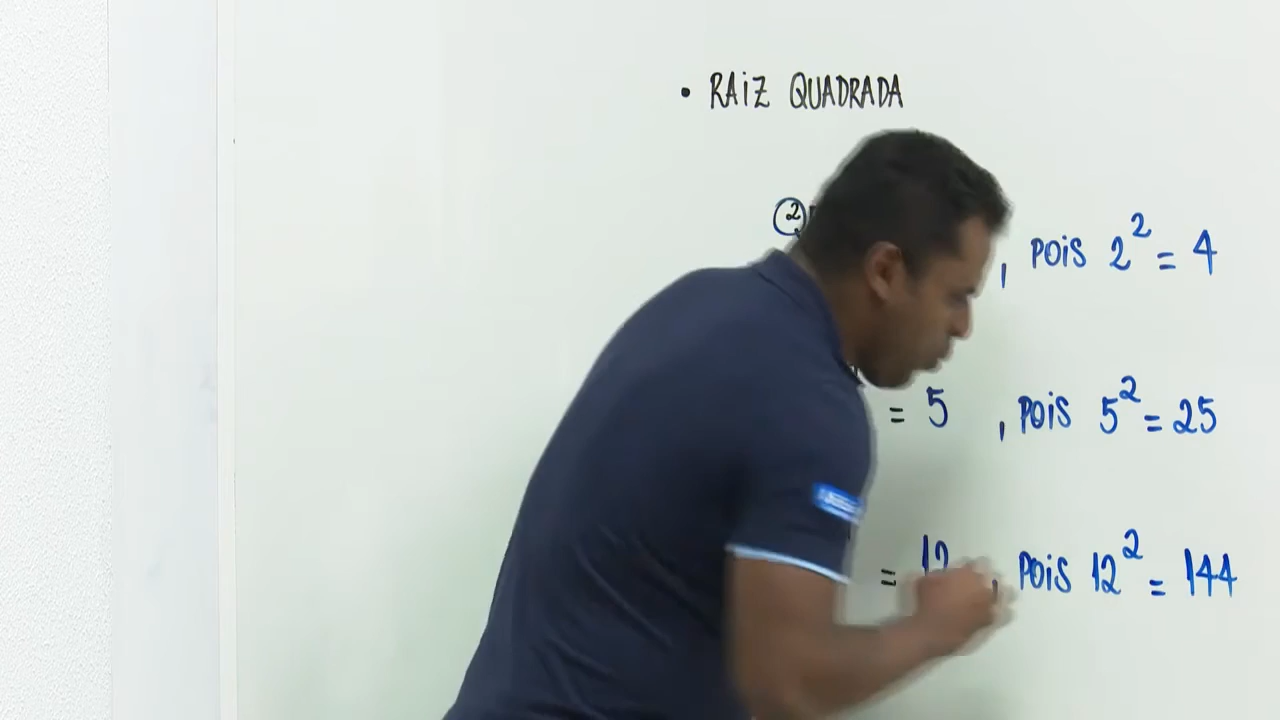 • RAIZ QUADRADA
2 , POIS 2² = 4
= 5 , POIS 5² = 25
= 12 , POIS 12² = 144